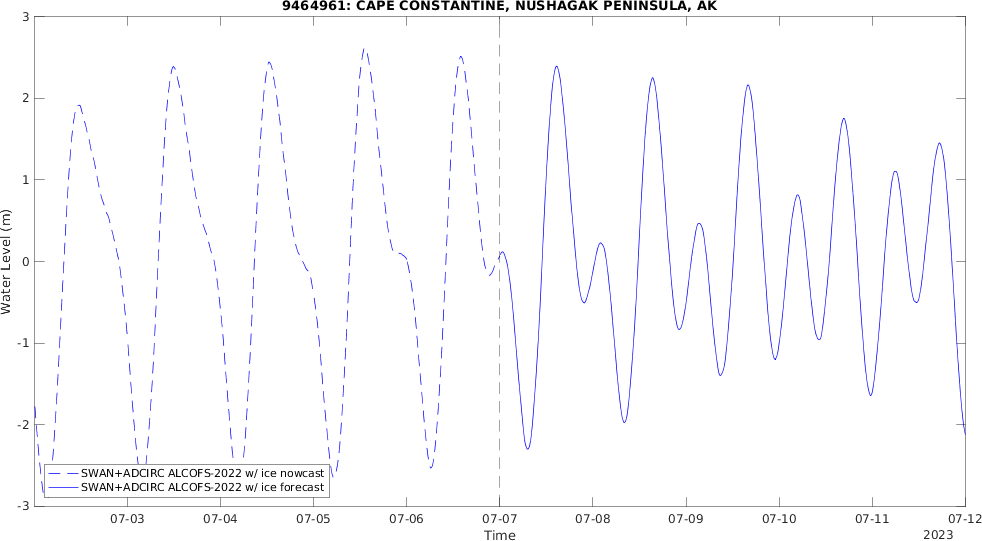 9464961: CAPE CONSTANTINE, NUSHAGAK PENINSULA, AK
3
2
1
0
-1
-2
-3
Water Level (m)
SWAN+ADCIRC ALCOFS-2022 w/ ice nowcast
SWAN+ADCIRC ALCOFS-2022 w/ ice forecast
07-03 07-04 07-05 07-06 07-07 07-08 07-09 07-10 07-11 07-12
Time
2023